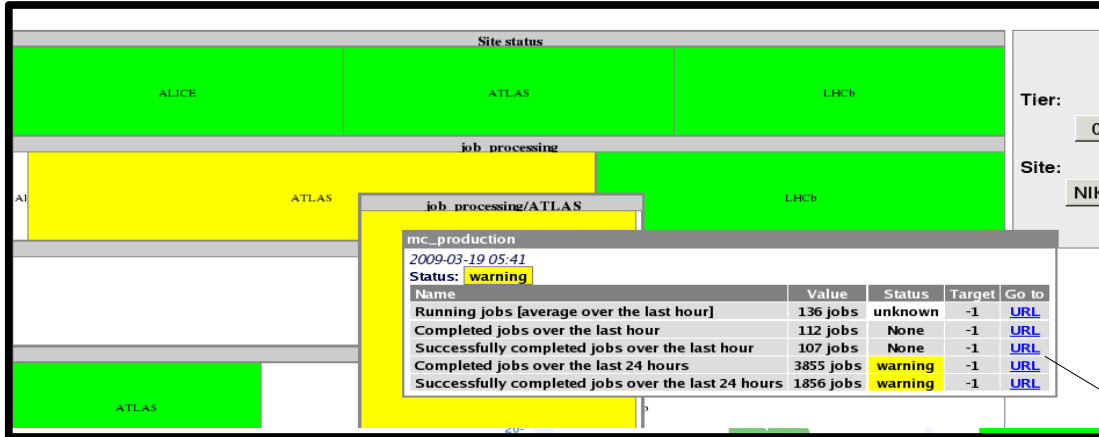 Site status
ALICE ATLAS LHCb
Tier:
0
job_processing
Site:
Al ATLAS LHCb
NIK
job_processing/ATLAS
mc_production
2009-03-19 05:41
Status: warning
Name Value Status Target Go to
Running jobs [average over the last hour] 136 jobs unknown -1 URL
Completed jobs over the last hour 112 jobs None -1 URL
Successfully completed jobs over the last hour 107 jobs None -1 URL
Completed jobs over the last 24 hours 3855 jobs warning -1 URL
Successfully completed jobs over the last 24 hours 1856 jobs warning -1 URL
ATLAS